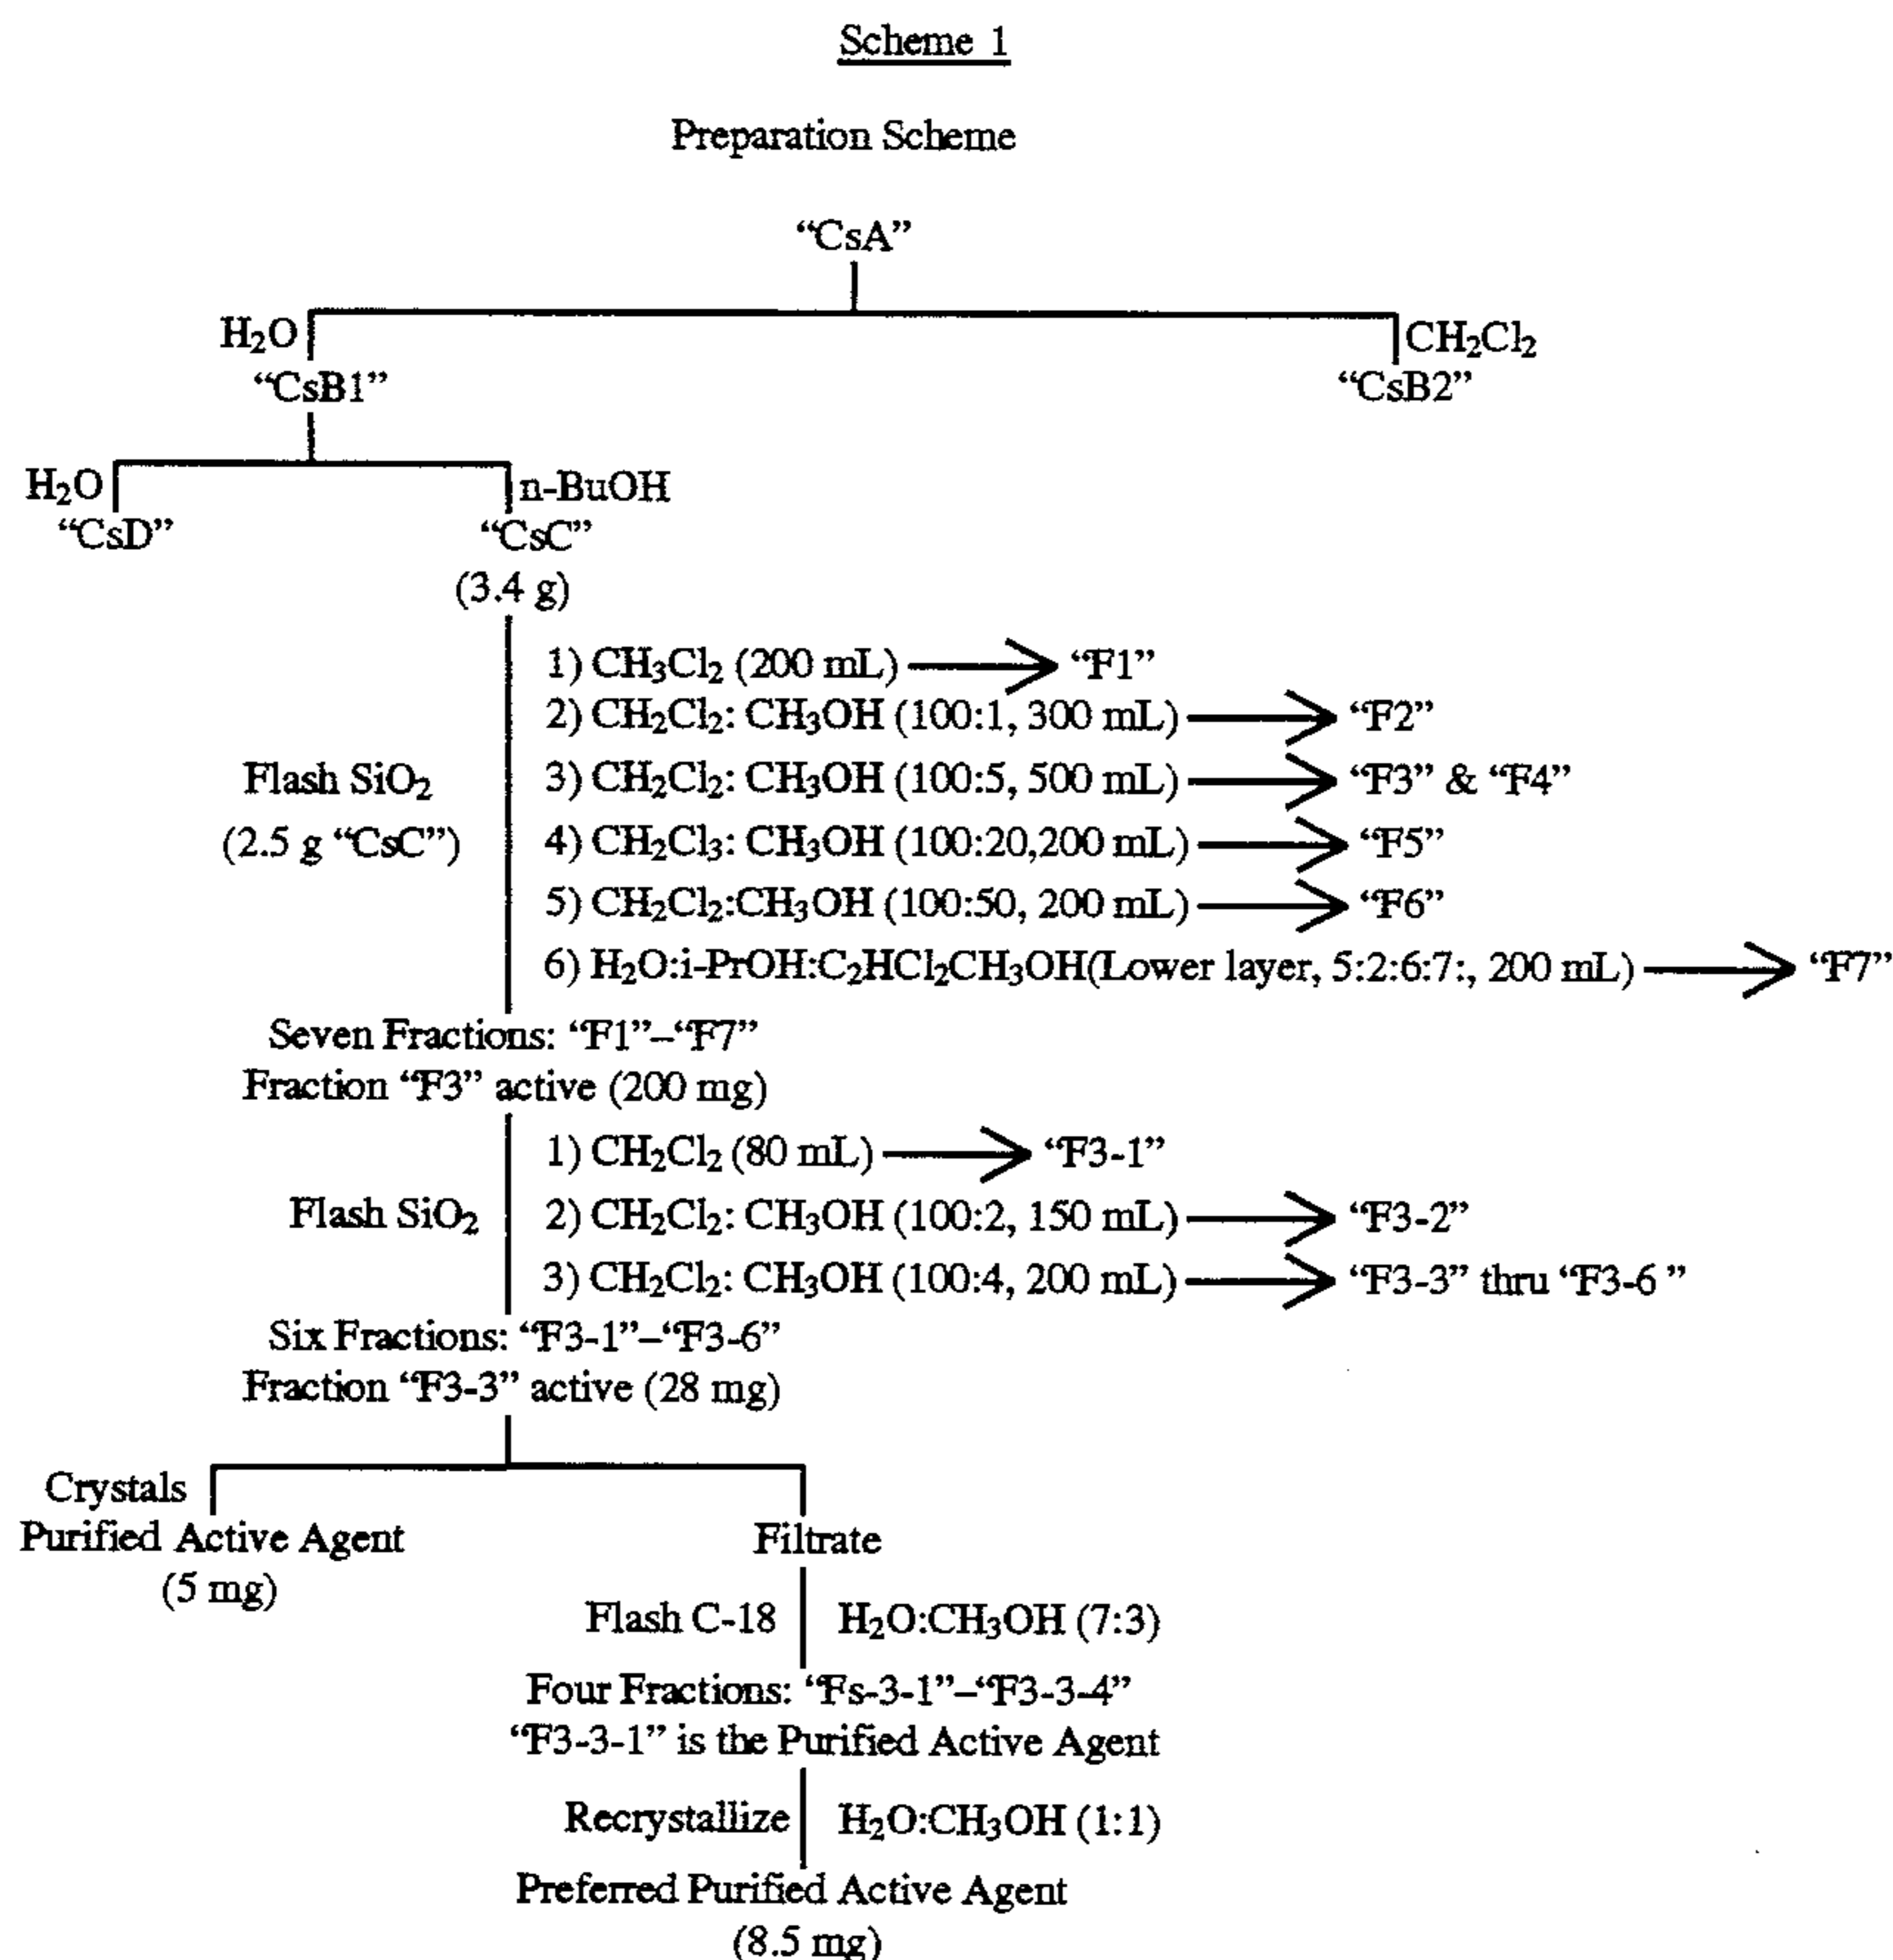 Scheme 1
Preparation Scheme
“CsA”
H₂O
CH₂Cl₂
“CsB1”
“CsB2”
H₂O
n-BuOH
“CsD”
“CsC”
(3.4 g)
1) CH₃Cl₂ (200 mL) → “F1”
2) CH₂Cl₂: CH₃OH (100:1, 300 mL) → “F2”
Flash SiO₂
(2.5 g “CsC”)
3) CH₂Cl₂: CH₃OH (100:5, 500 mL) → “F3” & “F4”
4) CH₂Cl₃: CH₃OH (100:20,200 mL) → “F5”
5) CH₂Cl₂:CH₃OH (100:50, 200 mL) → “F6”
6) H₂O:i-PrOH:C₂HCl₂CH₃OH(Lower layer, 5:2:6:7:, 200 mL) → “F7”
Seven Fractions: “F1”–“F7”
Fraction “F3” active (200 mg)
1) CH₂Cl₂ (80 mL) → “F3-1”
Flash SiO₂
2) CH₂Cl₂: CH₃OH (100:2, 150 mL) → “F3-2”
3) CH₂Cl₂: CH₃OH (100:4, 200 mL) → “F3-3” thru “F3-6 ”
Six Fractions: “F3-1”–“F3-6”
Fraction “F3-3” active (28 mg)
Crystals
Purified Active Agent
(5 mg)
Filtrate
Flash C-18
H₂O:CH₃OH (7:3)
Four Fractions: “Fs-3-1”–“F3-3-4”
“F3-3-1” is the Purified Active Agent
Recrystallize
H₂O:CH₃OH (1:1)
Preferred Purified Active Agent
(8.5 mg)